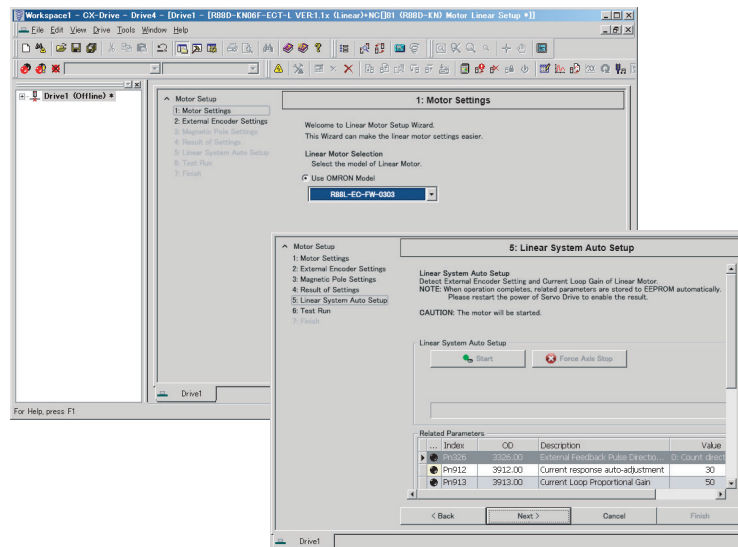 Workspace1 - CX-Drive - Drive4 - [Drive1 - [R88D-KN06F-ECT-L VER:1.1x (Linear)+NC[]81 (R88D-KN) Motor Linear Setup *]]
File Edit View Drive Tools Window Help
Drive1 (Offline) *
Motor Setup
1: Motor Settings
2: External Encoder Settings
3: Magnetic Pole Settings
4: Result of Settings
5: Linear System Auto Setup
6: Test Run
7: Finish
1: Motor Settings
Welcome to Linear Motor Setup Wizard.
This Wizard can make the linear motor settings easier.
Linear Motor Selection
Select the model of Linear Motor.
Use OMRON Model
R88L-EC-FW-0303
Drive1
For Help, press F1
Motor Setup
1: Motor Settings
2: External Encoder Settings
3: Magnetic Pole Settings
4: Result of Settings
5: Linear System Auto Setup
6: Test Run
7: Finish
5: Linear System Auto Setup
Linear System Auto Setup
Detect External Encoder Setting and Current Loop Gain of Linear Motor.
NOTE: When operation completes, related parameters are stored to EEPROM automatically.
Please restart the power of Servo Drive to enable the result.
CAUTION: The motor will be started.
Linear System Auto Setup
Start Force Axis Stop
Related Parameters
... Index OD Description Value
Pn326 3326.00 External Feedback Pulse Directio... 0: Count direct
Pn912 3912.00 Current response auto-adjustment 30
Pn913 3913.00 Current Loop Proportional Gain 50
< Back Next > Cancel Finish
Drive1